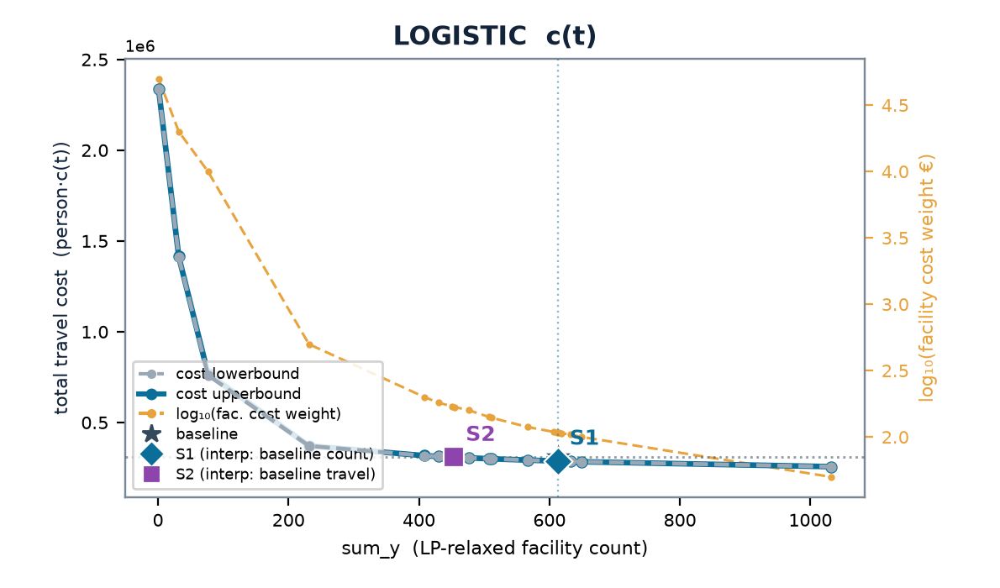 LOGISTIC c(t)
1e6
2.5
2.0
1.5
1.0
0.5
total travel cost (person·c(t))
4.5
4.0
3.5
3.0
2.5
2.0
log₁₀(facility cost weight €)
cost lowerbound
cost upperbound
log₁₀(fac. cost weight)
baseline
S1 (interp: baseline count)
S2 (interp: baseline travel)
S2
S1
0
200
400
600
800
1000
sum_y (LP-relaxed facility count)